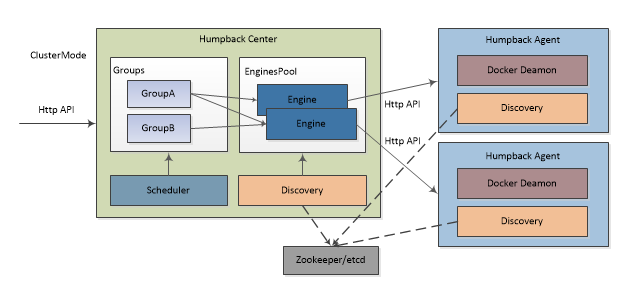 ClusterMode
Http API
Humpback Center
Groups
GroupA
GroupB
EnginesPool
Engine
Engine
Scheduler
Discovery
Http API
Http API
Humpback Agent
Docker Deamon
Discovery
Humpback Agent
Docker Deamon
Discovery
Zookeeper/etcd